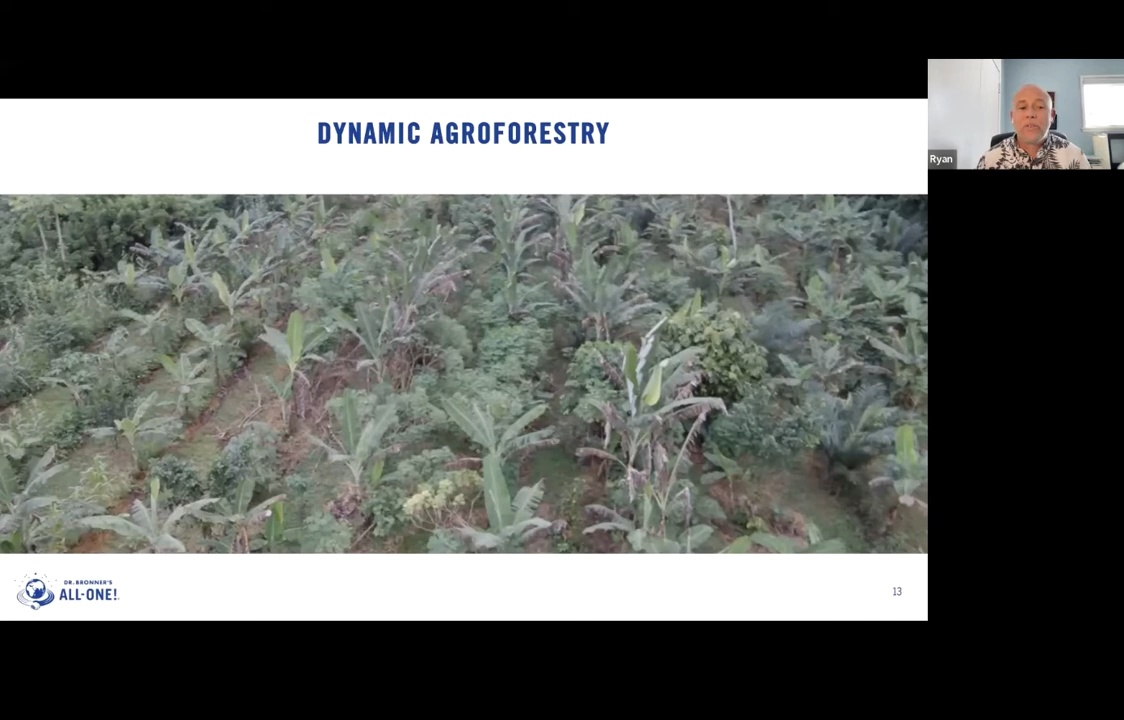 DYNAMIC AGROFORESTRY
Ryan
DR. BRONNER'S
ALL-ONE!
13